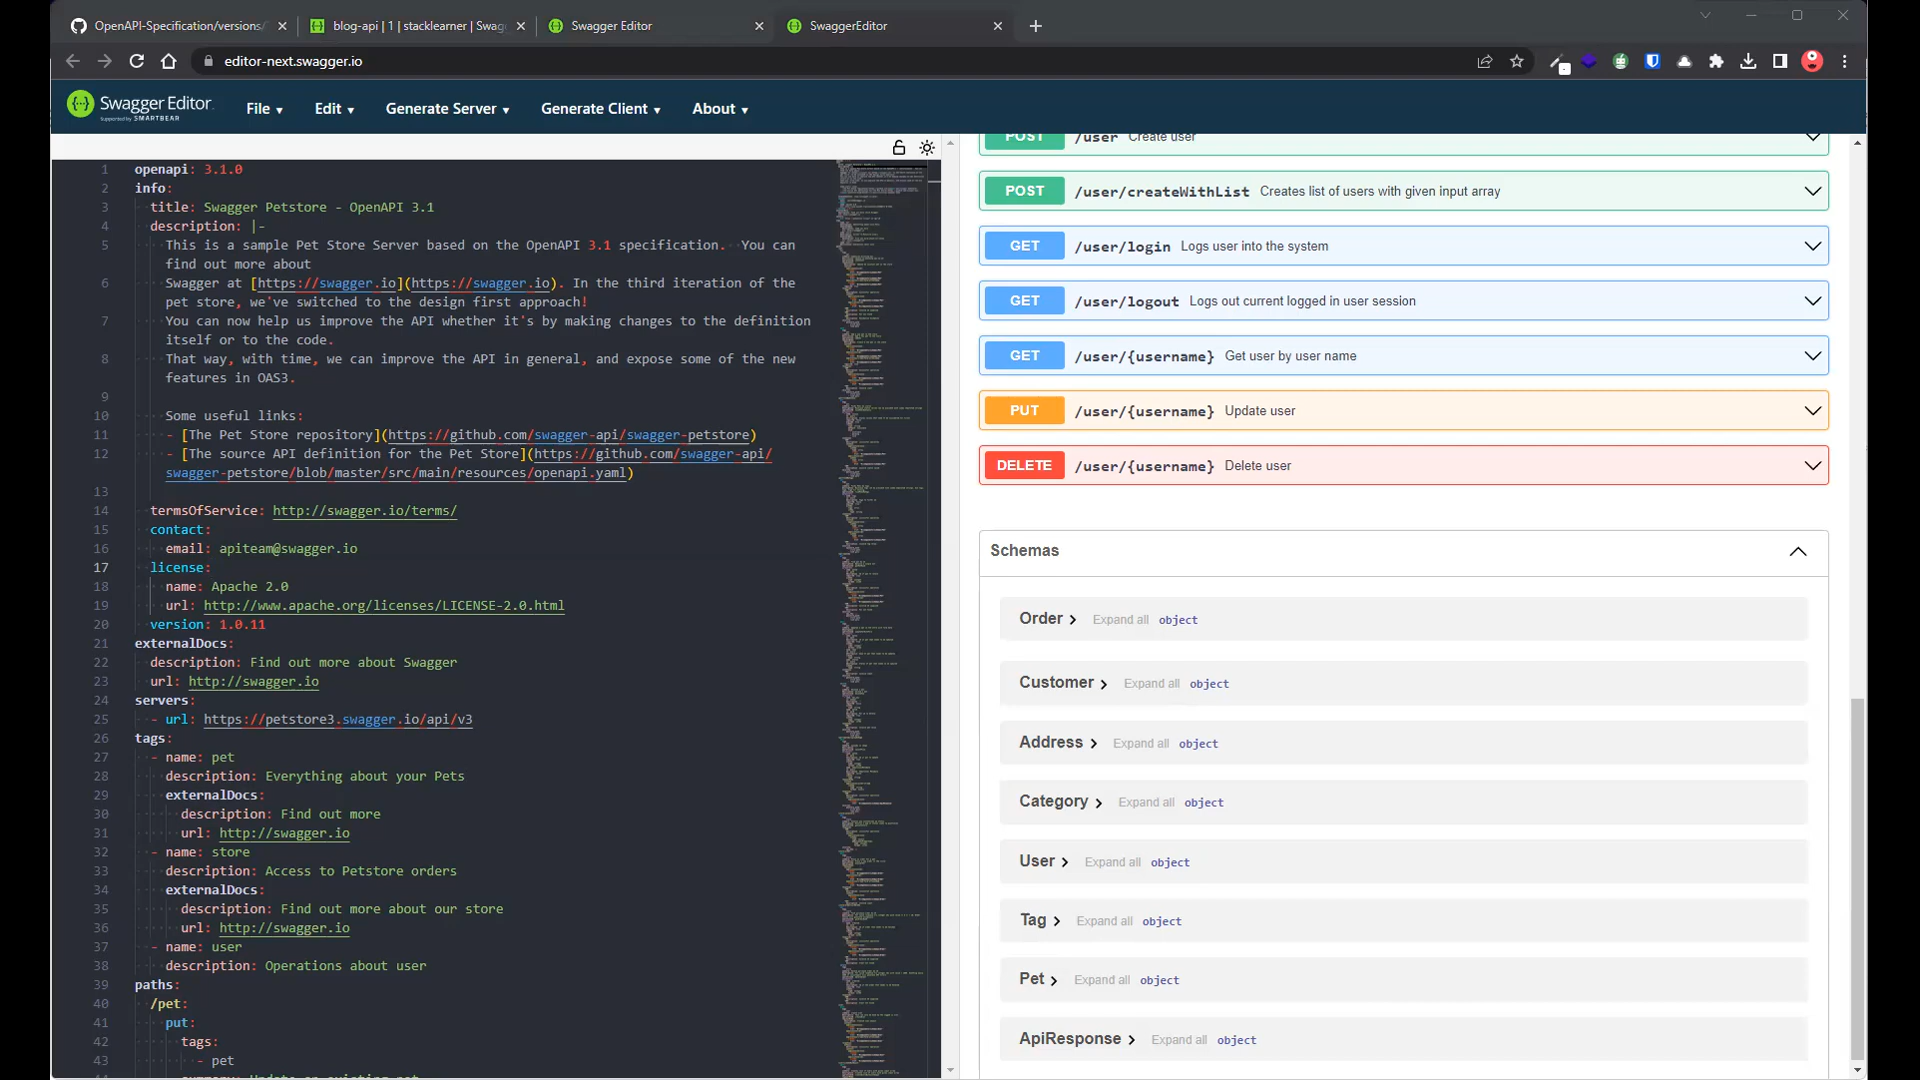 OpenAPI-Specification/versions/
blog-api | 1 | stacklearner | Swag
Swagger Editor
SwaggerEditor
editor-next.swagger.io
Swagger Editor.
Supported by SMARTBEAR
File
Edit
Generate Server
Generate Client
About
1 openapi: 3.1.0
2 info:
3 title: Swagger Petstore - OpenAPI 3.1
4 description: |-
5 This is a sample Pet Store Server based on the OpenAPI 3.1 specification. You can
find out more about
6 Swagger at [https://swagger.io](https://swagger.io). In the third iteration of the
pet store, we've switched to the design first approach!
7 You can now help us improve the API whether it's by making changes to the definition
itself or to the code.
8 That way, with time, we can improve the API in general, and expose some of the new
features in OAS3.
9
10 Some useful links:
11 - [The Pet Store repository](https://github.com/swagger-api/swagger-petstore)
12 - [The source API definition for the Pet Store](https://github.com/swagger-api/
swagger-petstore/blob/master/src/main/resources/openapi.yaml)
13
14 termsOfService: http://swagger.io/terms/
15 contact:
16 email: apiteam@swagger.io
17 license:
18 name: Apache 2.0
19 url: http://www.apache.org/licenses/LICENSE-2.0.html
20 version: 1.0.11
21 externalDocs:
22 description: Find out more about Swagger
23 url: http://swagger.io
24 servers:
25 - url: https://petstore3.swagger.io/api/v3
26 tags:
27 - name: pet
28 description: Everything about your Pets
29 externalDocs:
30 description: Find out more
31 url: http://swagger.io
32 - name: store
33 description: Access to Petstore orders
34 externalDocs:
35 description: Find out more about our store
36 url: http://swagger.io
37 - name: user
38 description: Operations about user
39 paths:
40 /pet:
41 put:
42 tags:
43 - pet
44 summary: Update an existing pet
POST /user Create user
POST /user/createWithList Creates list of users with given input array
GET /user/login Logs user into the system
GET /user/logout Logs out current logged in user session
GET /user/{username} Get user by user name
PUT /user/{username} Update user
DELETE /user/{username} Delete user
Schemas
Order Expand all object
Customer Expand all object
Address Expand all object
Category Expand all object
User Expand all object
Tag Expand all object
Pet Expand all object
ApiResponse Expand all object